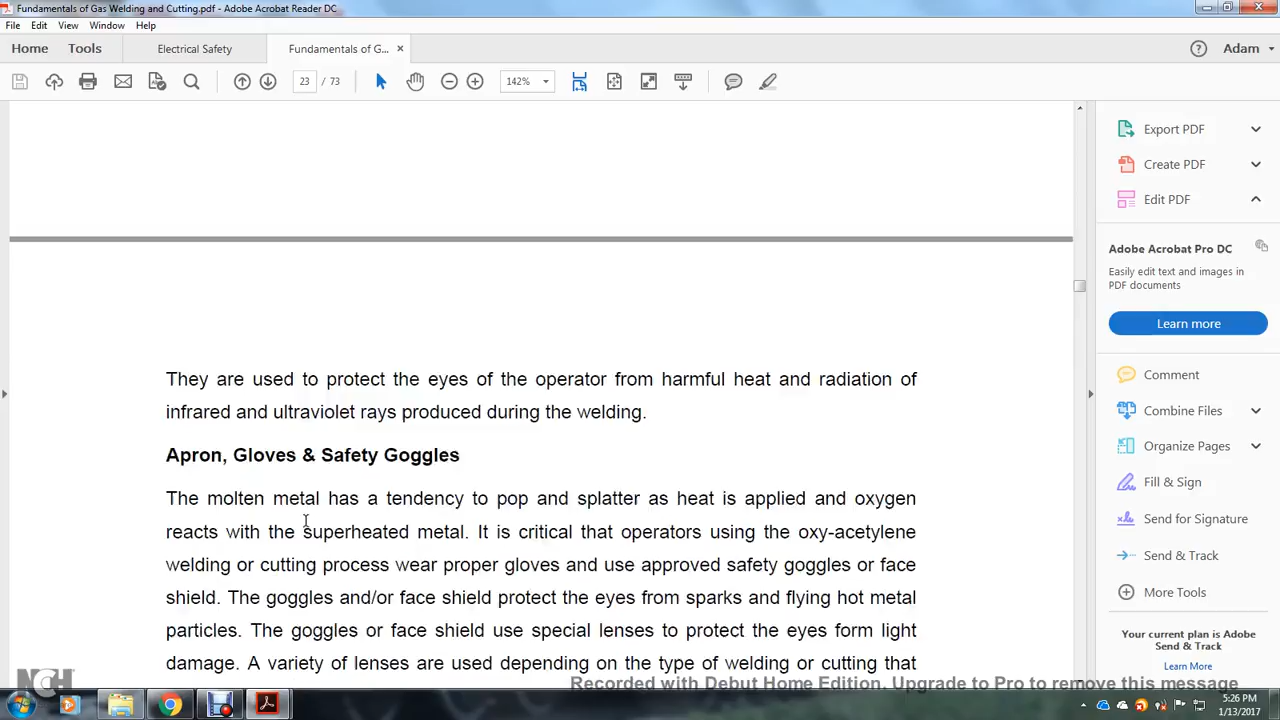 Fundamentals of Gas Welding and Cutting.pdf - Adobe Acrobat Reader DC
File Edit View Window Help
Home Tools Electrical Safety Fundamentals of G... × Adam
23 / 73 142%
They are used to protect the eyes of the operator from harmful heat and radiation of
infrared and ultraviolet rays produced during the welding.
Apron, Gloves & Safety Goggles
The molten metal has a tendency to pop and splatter as heat is applied and oxygen
reacts with the superheated metal. It is critical that operators using the oxy-acetylene
welding or cutting process wear proper gloves and use approved safety goggles or face
shield. The goggles and/or face shield protect the eyes from sparks and flying hot metal
particles. The goggles or face shield use special lenses to protect the eyes form light
damage. A variety of lenses are used depending on the type of welding or cutting that
Export PDF
Create PDF
Edit PDF
Adobe Acrobat Pro DC
Easily edit text and images in
PDF documents
Learn more
Comment
Combine Files
Organize Pages
Fill & Sign
Send for Signature
Send & Track
More Tools
Your current plan is Adobe
Send & Track
Learn More
NCH
Recorded with Debut Home Edition. Upgrade to Pro to remove this message
5:26 PM
1/13/2017